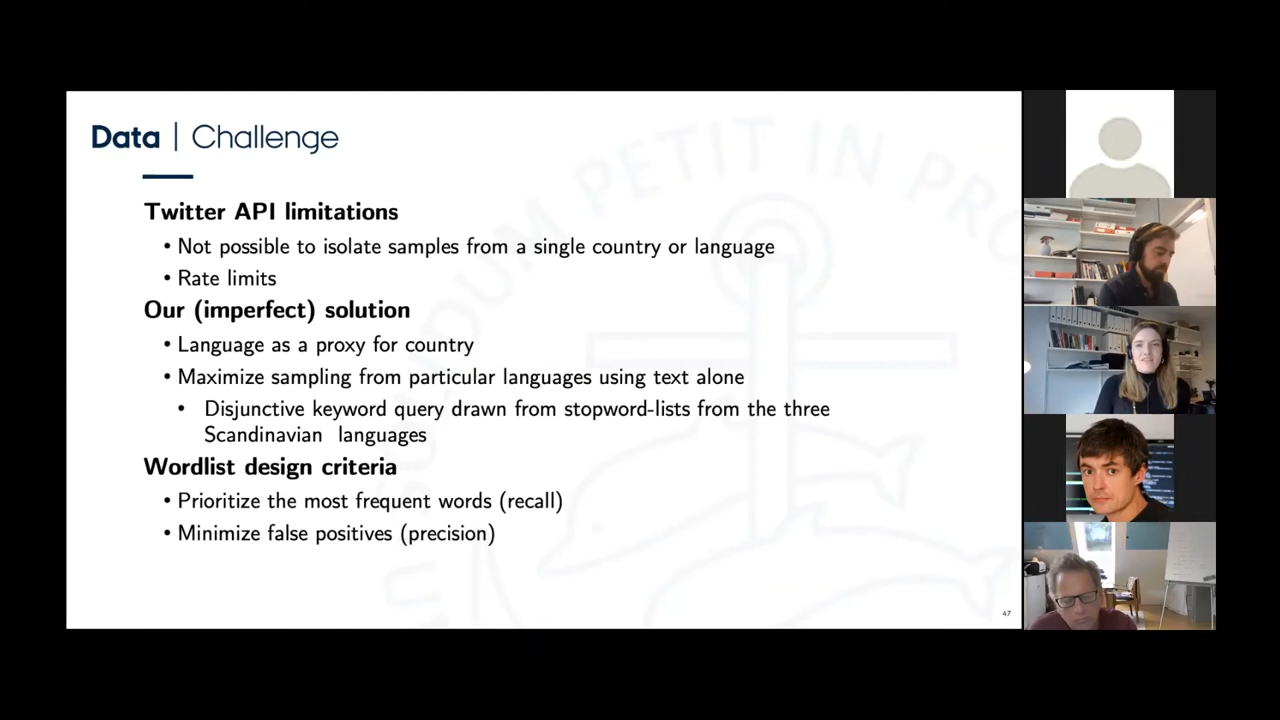 Data | Challenge
Twitter API limitations
• Not possible to isolate samples from a single country or language
• Rate limits
Our (imperfect) solution
• Language as a proxy for country
• Maximize sampling from particular languages using text alone
• Disjunctive keyword query drawn from stopword-lists from the three
Scandinavian languages
Wordlist design criteria
• Prioritize the most frequent words (recall)
• Minimize false positives (precision)
PETIT IN
47